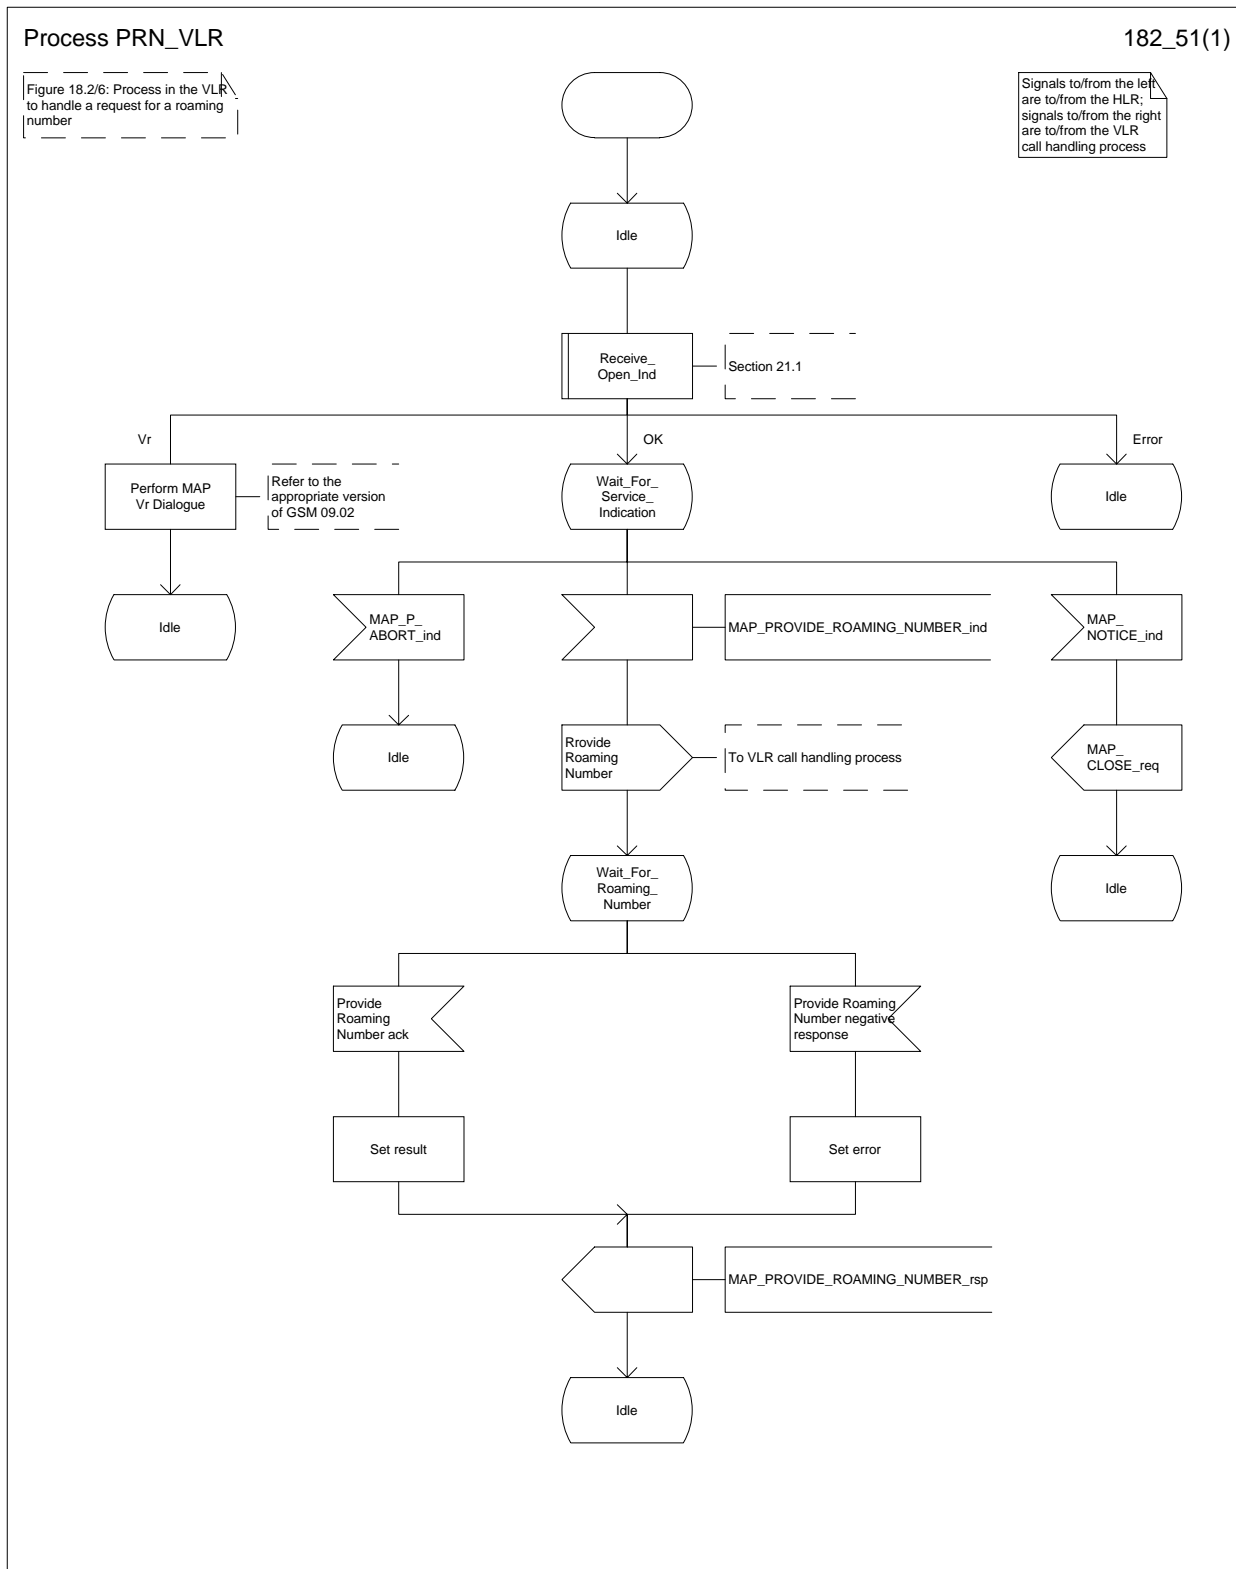 Process PRN_VLR
182_51(1)
Figure 18.2/6: Process in the VLR
to handle a request for a roaming
number
Signals to/from the left
are to/from the HLR;
signals to/from the right
are to/from the VLR
call handling process
Idle
Receive_
Open_Ind
Section 21.1
Vr
OK
Error
Perform MAP
Vr Dialogue
Refer to the
appropriate version
of GSM 09.02
Wait_For_
Service_
Indication
Idle
Idle
MAP_P_
ABORT_ind
MAP_PROVIDE_ROAMING_NUMBER_ind
MAP_
NOTICE_ind
Idle
Rrovide
Roaming
Number
To VLR call handling process
MAP_
CLOSE_req
Wait_For_
Roaming_
Number
Idle
Provide
Roaming
Number ack
Provide Roaming
Number negative
response
Set result
Set error
MAP_PROVIDE_ROAMING_NUMBER_rsp
Idle